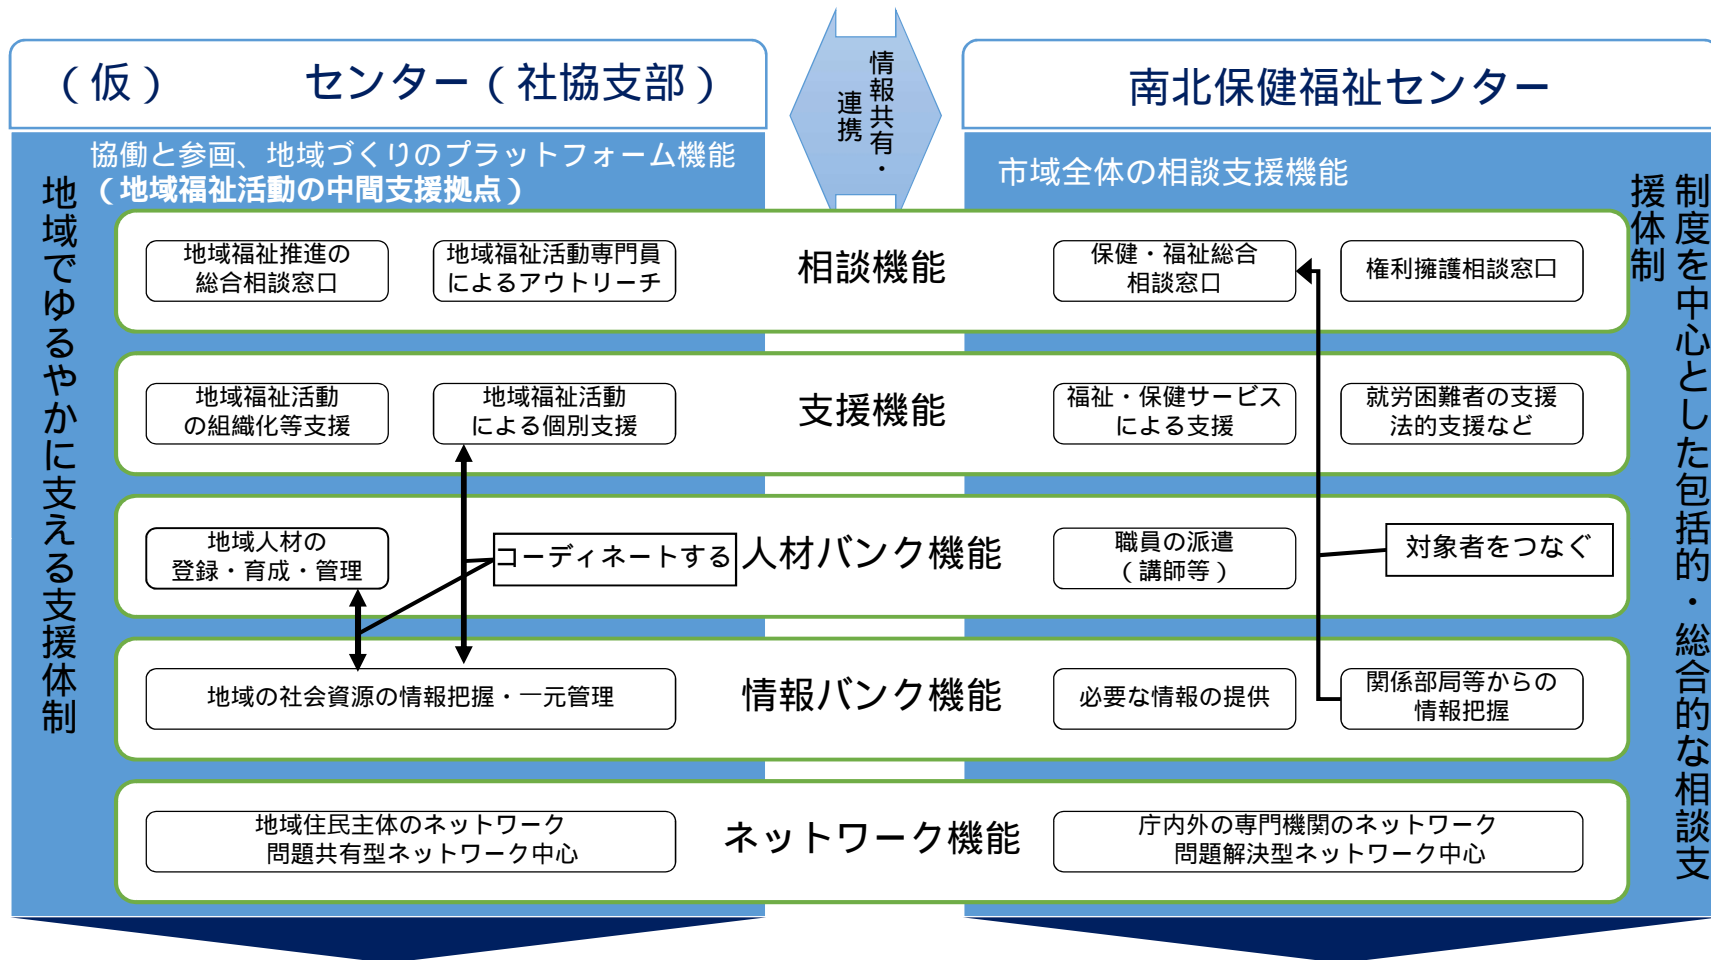 (仮)　　　センター(社協支部)
情報共有・
連携
南北保健福祉センター
協働と参画、地域づくりのプラットフォーム機能
(地域福祉活動の中間支援拠点)
市域全体の相談支援機能
地域でゆるやかに支える支援体制
制度を中心とした包括的・総合的な相談支
援体制
地域福祉推進の
総合相談窓口
地域福祉活動専門員
によるアウトリーチ
相談機能
保健・福祉総合
相談窓口
権利擁護相談窓口
地域福祉活動
の組織化等支援
地域福祉活動
による個別支援
支援機能
福祉・保健サービス
による支援
就労困難者の支援
法的支援など
地域人材の
登録・育成・管理
コーディネートする
人材バンク機能
職員の派遣
(講師等)
対象者をつなぐ
地域の社会資源の情報把握・一元管理
情報バンク機能
必要な情報の提供
関係部局等からの
情報把握
地域住民主体のネットワーク
問題共有型ネットワーク中心
ネットワーク機能
庁内外の専門機関のネットワーク
問題解決型ネットワーク中心